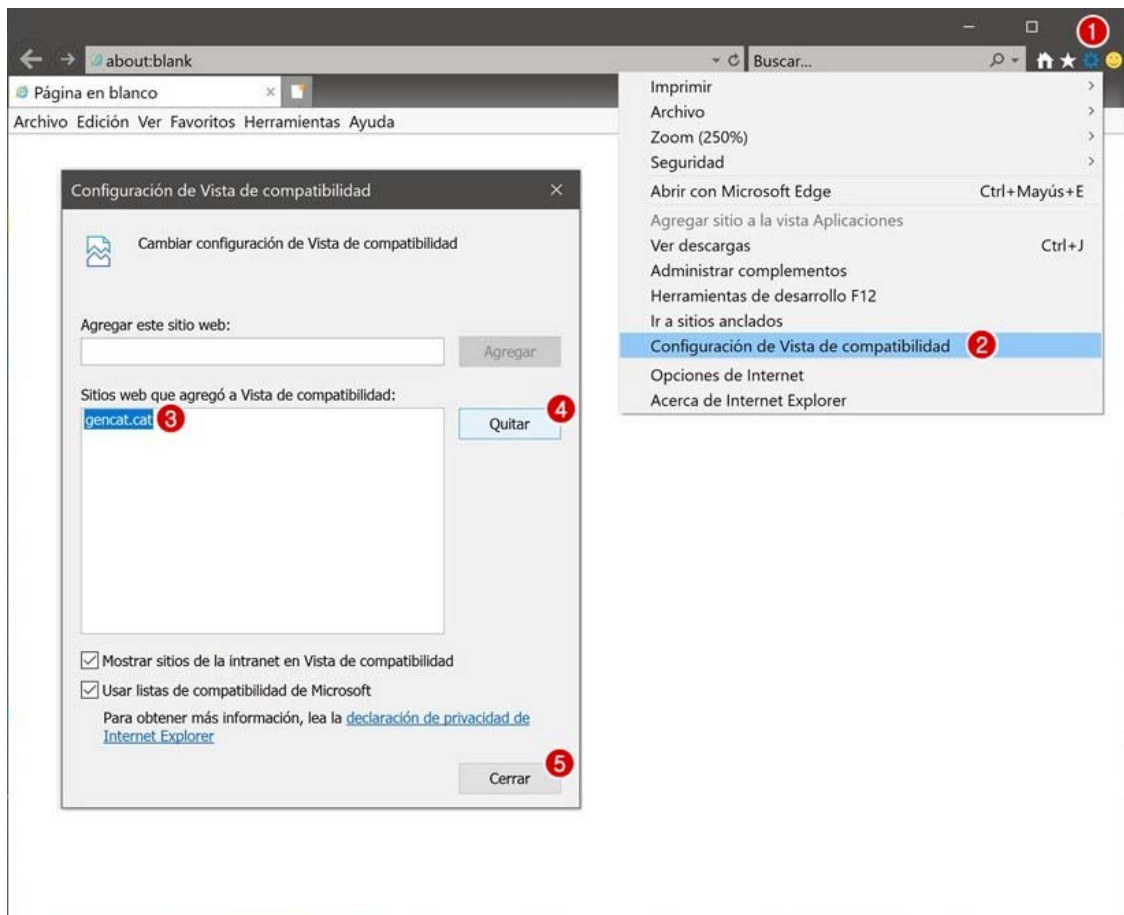 1
about:blank
Buscar...
Página en blanco
Archivo Edición Ver Favoritos Herramientas Ayuda
Imprimir
Archivo
Zoom (250%)
Seguridad
Abrir con Microsoft Edge Ctrl+Mayús+E
Agregar sitio a la vista Aplicaciones
Ver descargas Ctrl+J
Administrar complementos
Herramientas de desarrollo F12
Ir a sitios anclados
Configuración de Vista de compatibilidad 2
Opciones de Internet
Acerca de Internet Explorer
Configuración de Vista de compatibilidad
Cambiar configuración de Vista de compatibilidad
Agregar este sitio web:
Agregar
Sitios web que agregó a Vista de compatibilidad:
gencat.cat 3
Quitar 4
Mostrar sitios de la intranet en Vista de compatibilidad
Usar listas de compatibilidad de Microsoft
Para obtener más información, lea la declaración de privacidad de
Internet Explorer
Cerrar 5